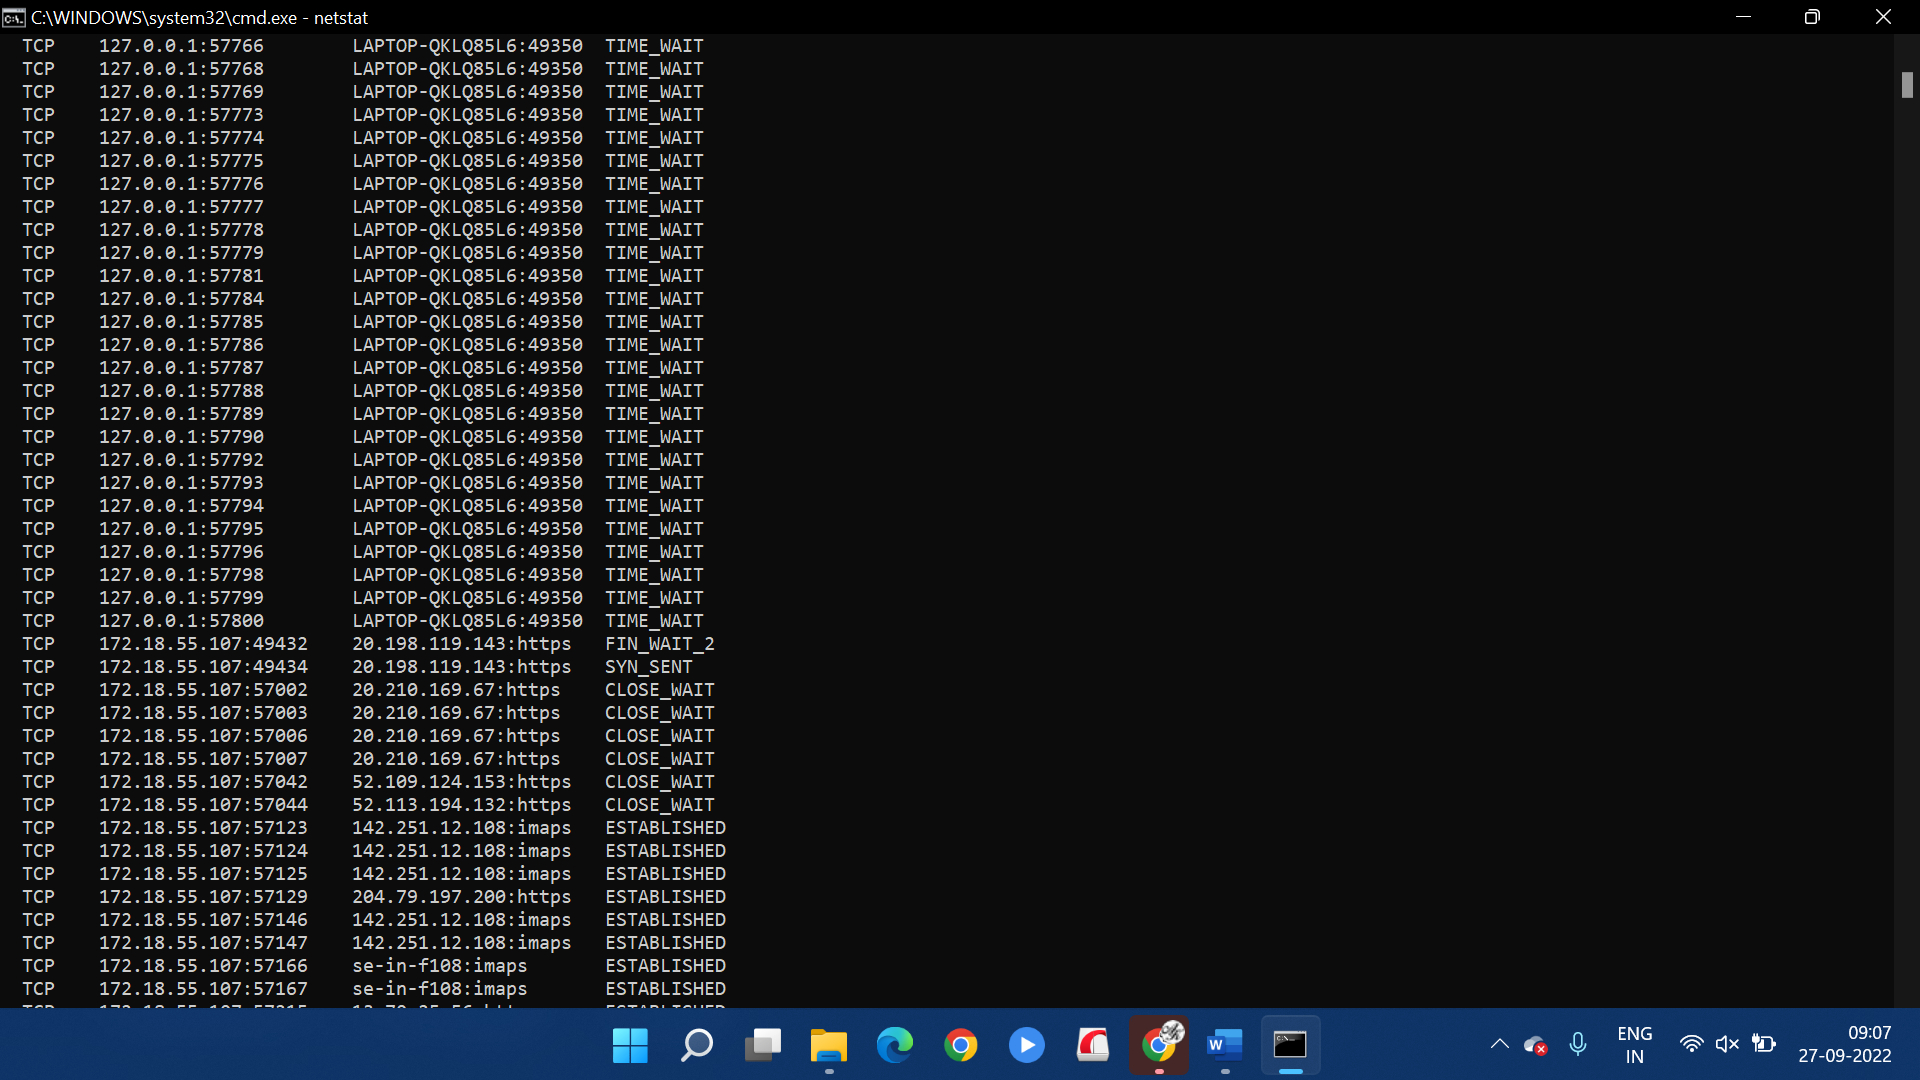 C:\WINDOWS\system32\cmd.exe - netstat
TCP 127.0.0.1:57766 LAPTOP-QKLQ85L6:49350 TIME_WAIT
TCP 127.0.0.1:57768 LAPTOP-QKLQ85L6:49350 TIME_WAIT
TCP 127.0.0.1:57769 LAPTOP-QKLQ85L6:49350 TIME_WAIT
TCP 127.0.0.1:57773 LAPTOP-QKLQ85L6:49350 TIME_WAIT
TCP 127.0.0.1:57774 LAPTOP-QKLQ85L6:49350 TIME_WAIT
TCP 127.0.0.1:57775 LAPTOP-QKLQ85L6:49350 TIME_WAIT
TCP 127.0.0.1:57776 LAPTOP-QKLQ85L6:49350 TIME_WAIT
TCP 127.0.0.1:57777 LAPTOP-QKLQ85L6:49350 TIME_WAIT
TCP 127.0.0.1:57778 LAPTOP-QKLQ85L6:49350 TIME_WAIT
TCP 127.0.0.1:57779 LAPTOP-QKLQ85L6:49350 TIME_WAIT
TCP 127.0.0.1:57781 LAPTOP-QKLQ85L6:49350 TIME_WAIT
TCP 127.0.0.1:57784 LAPTOP-QKLQ85L6:49350 TIME_WAIT
TCP 127.0.0.1:57785 LAPTOP-QKLQ85L6:49350 TIME_WAIT
TCP 127.0.0.1:57786 LAPTOP-QKLQ85L6:49350 TIME_WAIT
TCP 127.0.0.1:57787 LAPTOP-QKLQ85L6:49350 TIME_WAIT
TCP 127.0.0.1:57788 LAPTOP-QKLQ85L6:49350 TIME_WAIT
TCP 127.0.0.1:57789 LAPTOP-QKLQ85L6:49350 TIME_WAIT
TCP 127.0.0.1:57790 LAPTOP-QKLQ85L6:49350 TIME_WAIT
TCP 127.0.0.1:57792 LAPTOP-QKLQ85L6:49350 TIME_WAIT
TCP 127.0.0.1:57793 LAPTOP-QKLQ85L6:49350 TIME_WAIT
TCP 127.0.0.1:57794 LAPTOP-QKLQ85L6:49350 TIME_WAIT
TCP 127.0.0.1:57795 LAPTOP-QKLQ85L6:49350 TIME_WAIT
TCP 127.0.0.1:57796 LAPTOP-QKLQ85L6:49350 TIME_WAIT
TCP 127.0.0.1:57798 LAPTOP-QKLQ85L6:49350 TIME_WAIT
TCP 127.0.0.1:57799 LAPTOP-QKLQ85L6:49350 TIME_WAIT
TCP 127.0.0.1:57800 LAPTOP-QKLQ85L6:49350 TIME_WAIT
TCP 172.18.55.107:49432 20.198.119.143:https FIN_WAIT_2
TCP 172.18.55.107:49434 20.198.119.143:https SYN_SENT
TCP 172.18.55.107:57002 20.210.169.67:https CLOSE_WAIT
TCP 172.18.55.107:57003 20.210.169.67:https CLOSE_WAIT
TCP 172.18.55.107:57006 20.210.169.67:https CLOSE_WAIT
TCP 172.18.55.107:57007 20.210.169.67:https CLOSE_WAIT
TCP 172.18.55.107:57042 52.109.124.153:https CLOSE_WAIT
TCP 172.18.55.107:57044 52.113.194.132:https CLOSE_WAIT
TCP 172.18.55.107:57123 142.251.12.108:imaps ESTABLISHED
TCP 172.18.55.107:57124 142.251.12.108:imaps ESTABLISHED
TCP 172.18.55.107:57125 142.251.12.108:imaps ESTABLISHED
TCP 172.18.55.107:57129 204.79.197.200:https ESTABLISHED
TCP 172.18.55.107:57146 142.251.12.108:imaps ESTABLISHED
TCP 172.18.55.107:57147 142.251.12.108:imaps ESTABLISHED
TCP 172.18.55.107:57166 se-in-f108:imaps ESTABLISHED
TCP 172.18.55.107:57167 se-in-f108:imaps ESTABLISHED
ENG
IN
09:07
27-09-2022